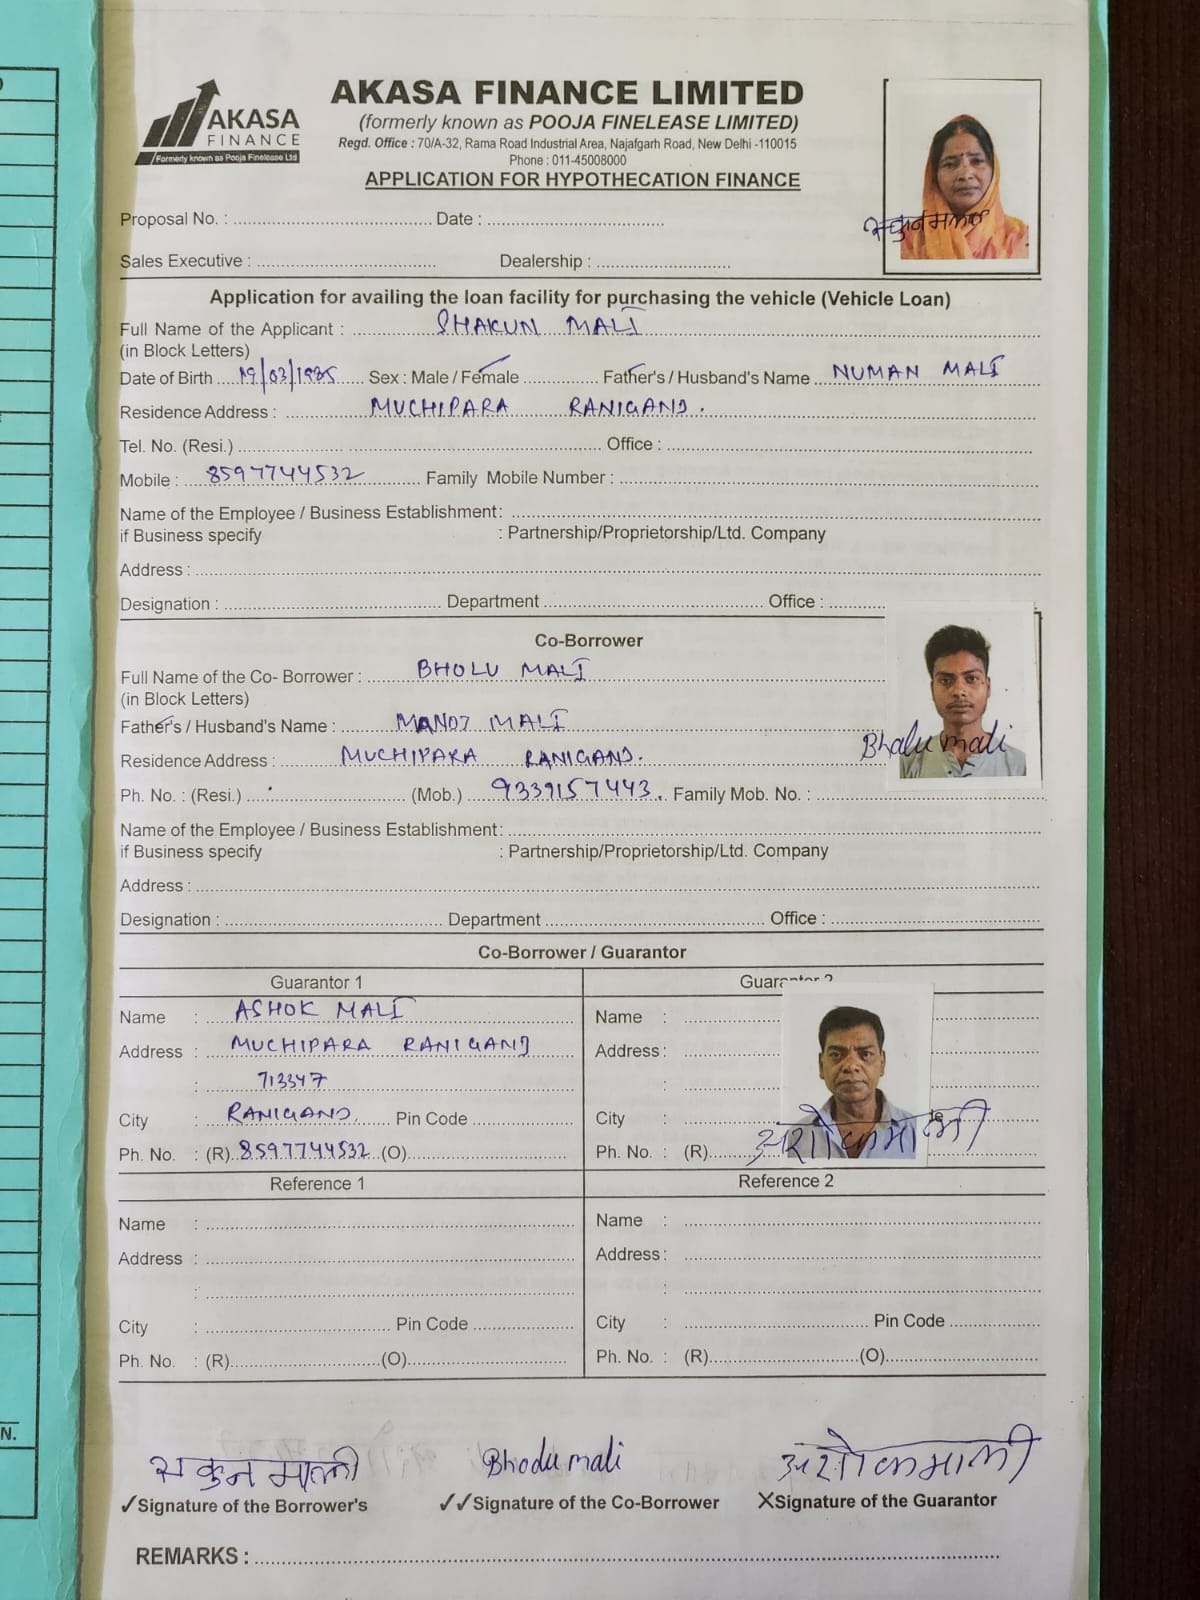 AKASA
FINANCE
Formerly known as Pooja Finelease Ltd
AKASA FINANCE LIMITED
(formerly known as POOJA FINELEASE LIMITED)
Regd. Office : 70/A-32, Rama Road Industrial Area, Najafgarh Road, New Delhi -110015
Phone : 011-45008000
APPLICATION FOR HYPOTHECATION FINANCE
Proposal No. : Date :
Sales Executive : Dealership :
Application for availing the loan facility for purchasing the vehicle (Vehicle Loan)
Full Name of the Applicant : SHAKUN MALI
(in Block Letters)
Date of Birth 19/03/1985 Sex : Male / Female Father's / Husband's Name NUMAN MALI
Residence Address : MUCHIPARA RANIGANJ.
Tel. No. (Resi.) Office :
Mobile : 8597744532 Family Mobile Number :
Name of the Employee / Business Establishment:
if Business specify : Partnership/Proprietorship/Ltd. Company
Address :
Designation : Department Office :
Co-Borrower
Full Name of the Co- Borrower : BHOLU MALI
(in Block Letters)
Father's / Husband's Name : MANOJ MALI
Bholu mali
Residence Address : MUCHIPARA RANIGANJ.
Ph. No. : (Resi.) (Mob.) 9339157443. Family Mob. No. :
Name of the Employee / Business Establishment:
if Business specify : Partnership/Proprietorship/Ltd. Company
Address :
Designation : Department Office :
Co-Borrower / Guarantor
Guarantor 1
Name : ASHOK MALI
Address : MUCHIPARA RANIGANJ
: 713347
City : RANIGANJ. Pin Code
Ph. No. : (R) 8597744532 (O)
Guarantor 2
Name :
Address :
:
City :
Ph. No. : (R)
अशोक माली
Reference 1
Name :
Address :
:
City : Pin Code
Ph. No. : (R) (O)
Reference 2
Name :
Address :
:
City : Pin Code
Ph. No. : (R) (O)
सकुन माली Bholu mali अशोक माली
✓Signature of the Borrower's ✓✓Signature of the Co-Borrower XSignature of the Guarantor
REMARKS :
N.